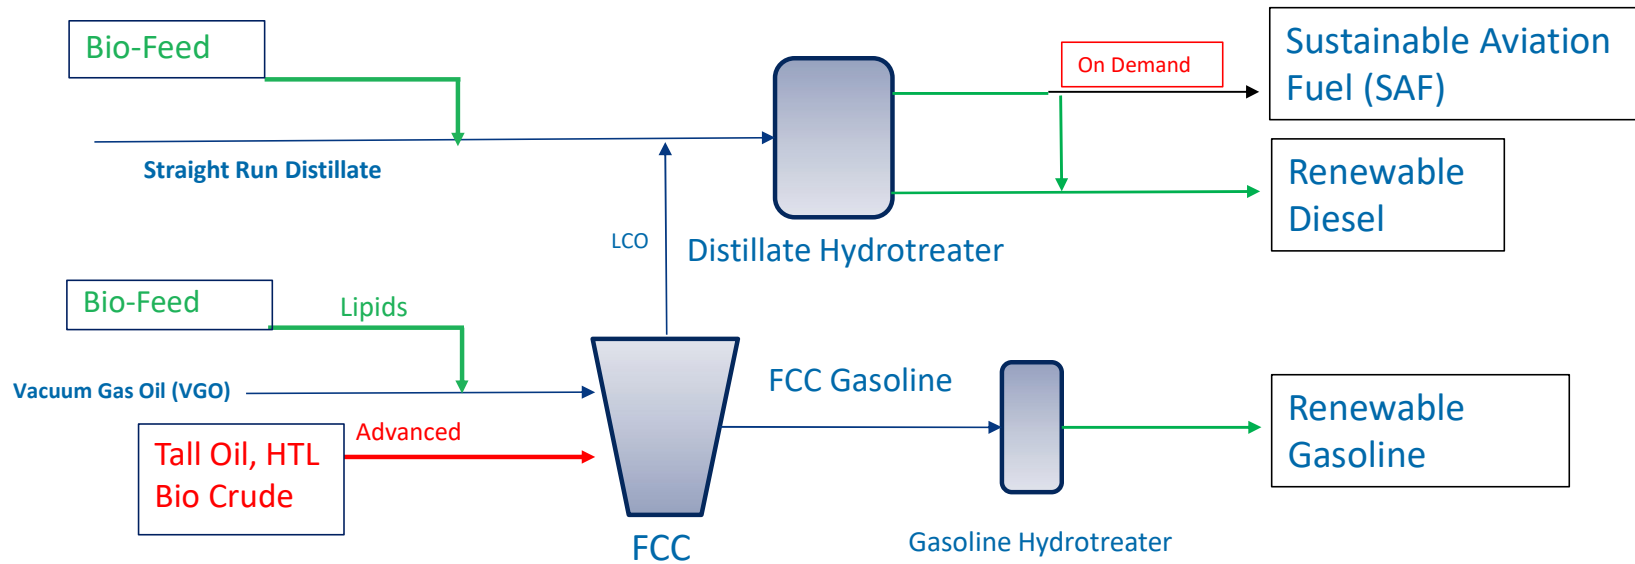 Bio-Feed
On Demand
Sustainable Aviation
Fuel (SAF)
Straight Run Distillate
Renewable
Diesel
LCO
Distillate Hydrotreater
Bio-Feed
Lipids
Vacuum Gas Oil (VGO)
FCC Gasoline
Renewable
Gasoline
Advanced
Tall Oil, HTL
Bio Crude
FCC
Gasoline Hydrotreater